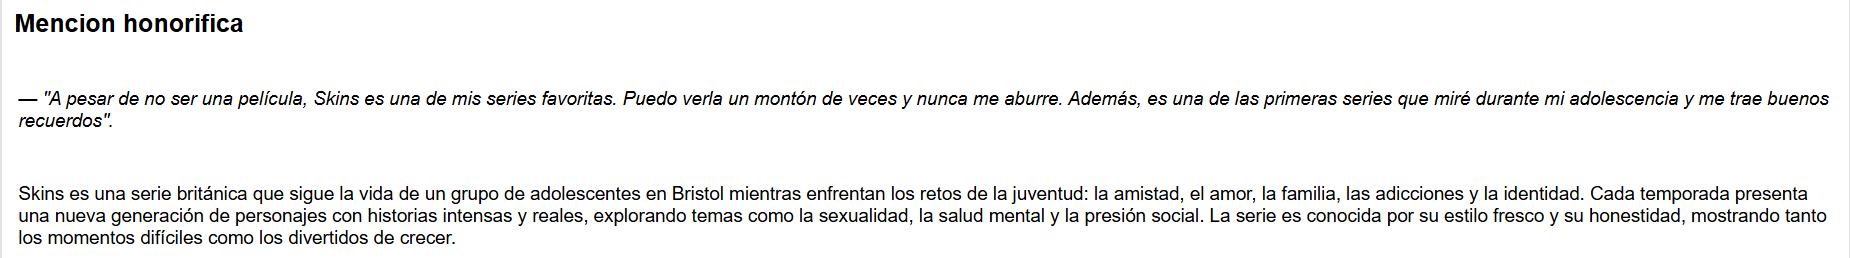 Mencion honorifica
— "A pesar de no ser una película, Skins es una de mis series favoritas. Puedo verla un montón de veces y nunca me aburre. Además, es una de las primeras series que miré durante mi adolescencia y me trae buenos
recuerdos".
Skins es una serie británica que sigue la vida de un grupo de adolescentes en Bristol mientras enfrentan los retos de la juventud: la amistad, el amor, la familia, las adicciones y la identidad. Cada temporada presenta
una nueva generación de personajes con historias intensas y reales, explorando temas como la sexualidad, la salud mental y la presión social. La serie es conocida por su estilo fresco y su honestidad, mostrando tanto
los momentos difíciles como los divertidos de crecer.